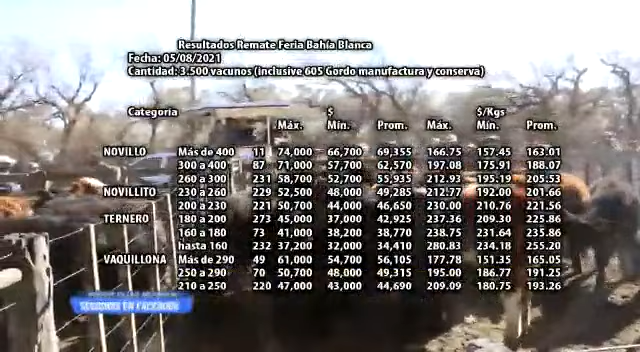 Resultados Remate Feria Bahía Blanca
Fecha: 05/08/2021
Cantidad: 3.500 vacunos (inclusive 605 Gordo manufactura y conserva)
Categoría $ $/Kgs
Máx. Mín. Prom. Máx. Mín. Prom.
NOVILLO Más de 400 11 74,000 66,700 69,355 166.75 157.45 163.01
300 a 400 87 71,000 57,700 62,570 197.08 175.91 188.07
260 a 300 231 58,700 52,700 55,935 212.93 195.19 205.53
NOVILLITO 230 a 260 229 52,500 48,000 49,285 212.77 192.00 201.66
200 a 230 221 50,700 44,000 46,650 230.00 210.76 221.56
TERNERO 180 a 200 273 45,000 37,000 42,925 237.36 209.30 225.86
160 a 180 73 41,000 38,200 38,770 238.75 231.64 235.86
hasta 160 232 37,200 32,000 34,410 280.83 234.18 255.20
VAQUILLONA Más de 290 49 61,000 54,700 56,105 177.78 151.35 165.05
250 a 290 70 50,700 48,000 49,315 195.00 186.77 191.25
210 a 250 220 47,000 43,000 44,690 209.09 180.75 193.26
SEGUINOS EN FACEBOOK